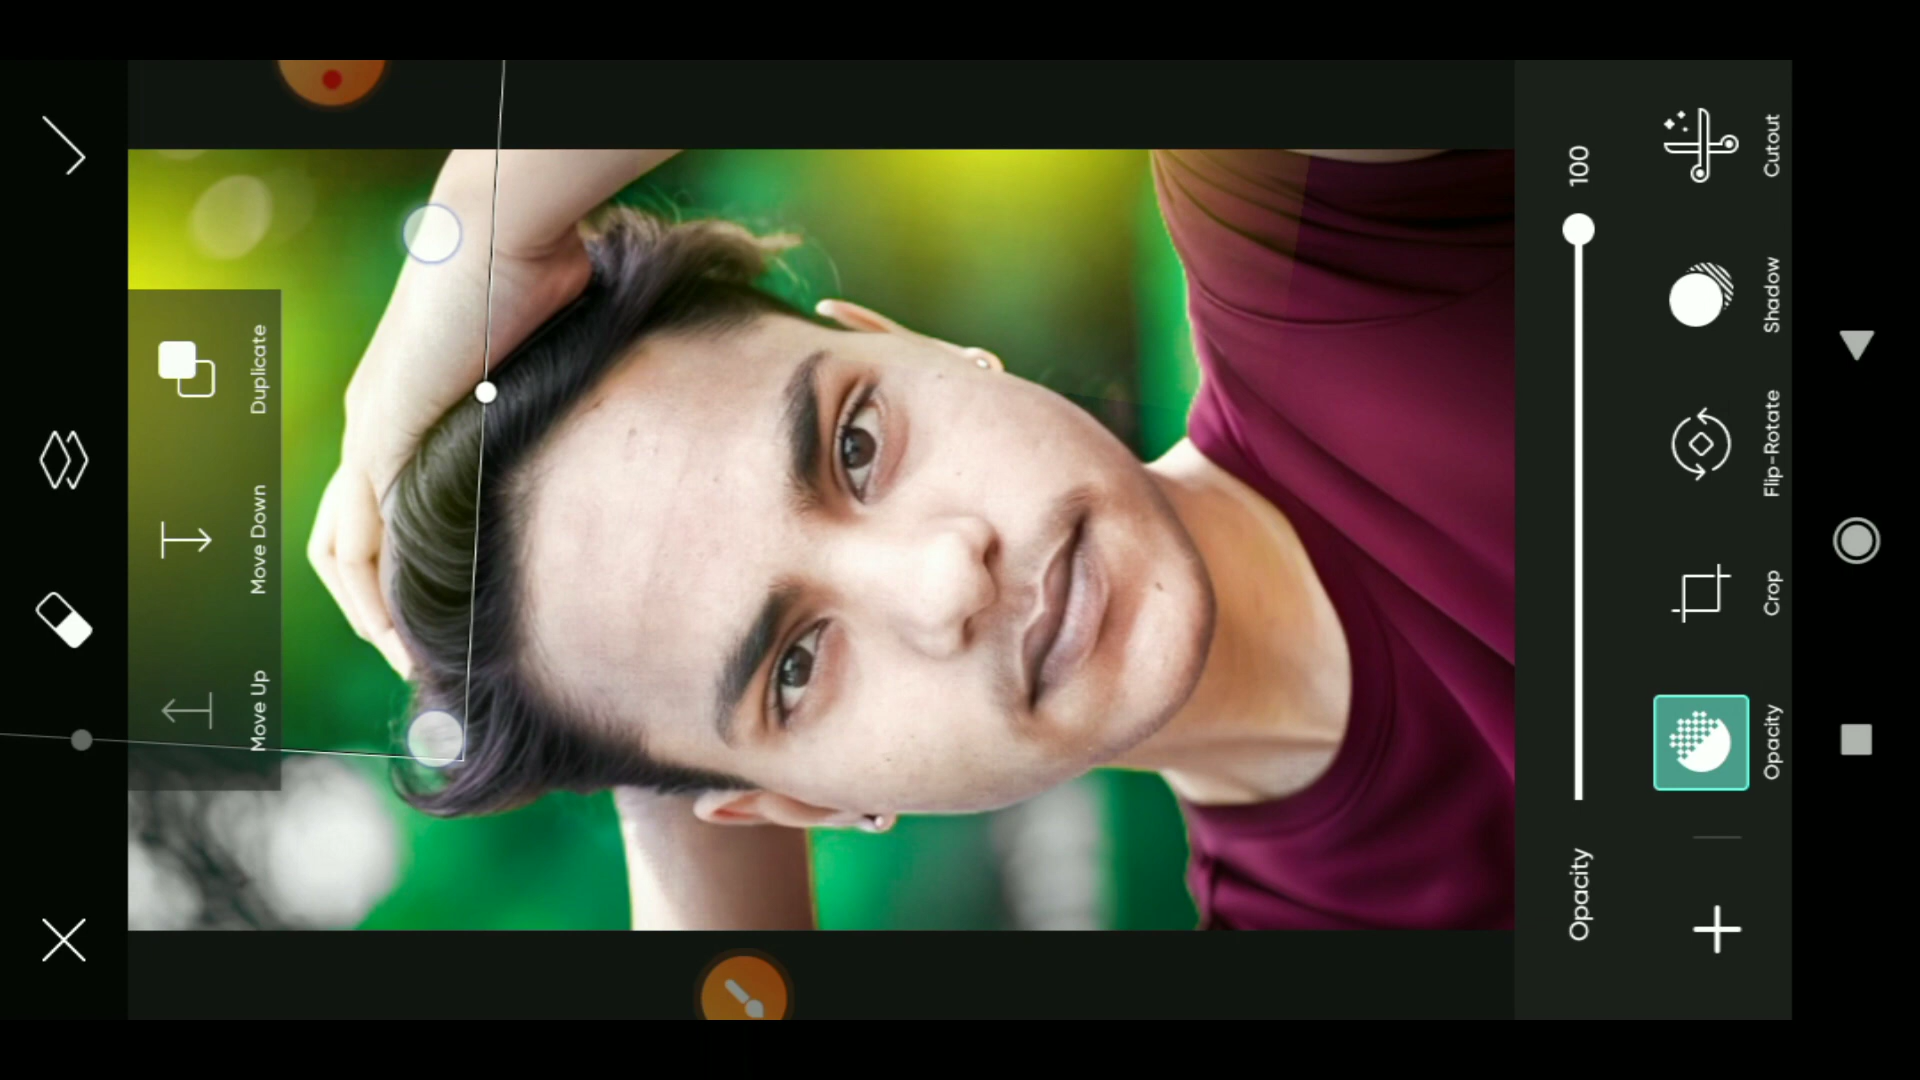 Duplicate
Move Down
Move Up
Opacity
100
Opacity
Crop
Flip-Rotate
Shadow
Cutout